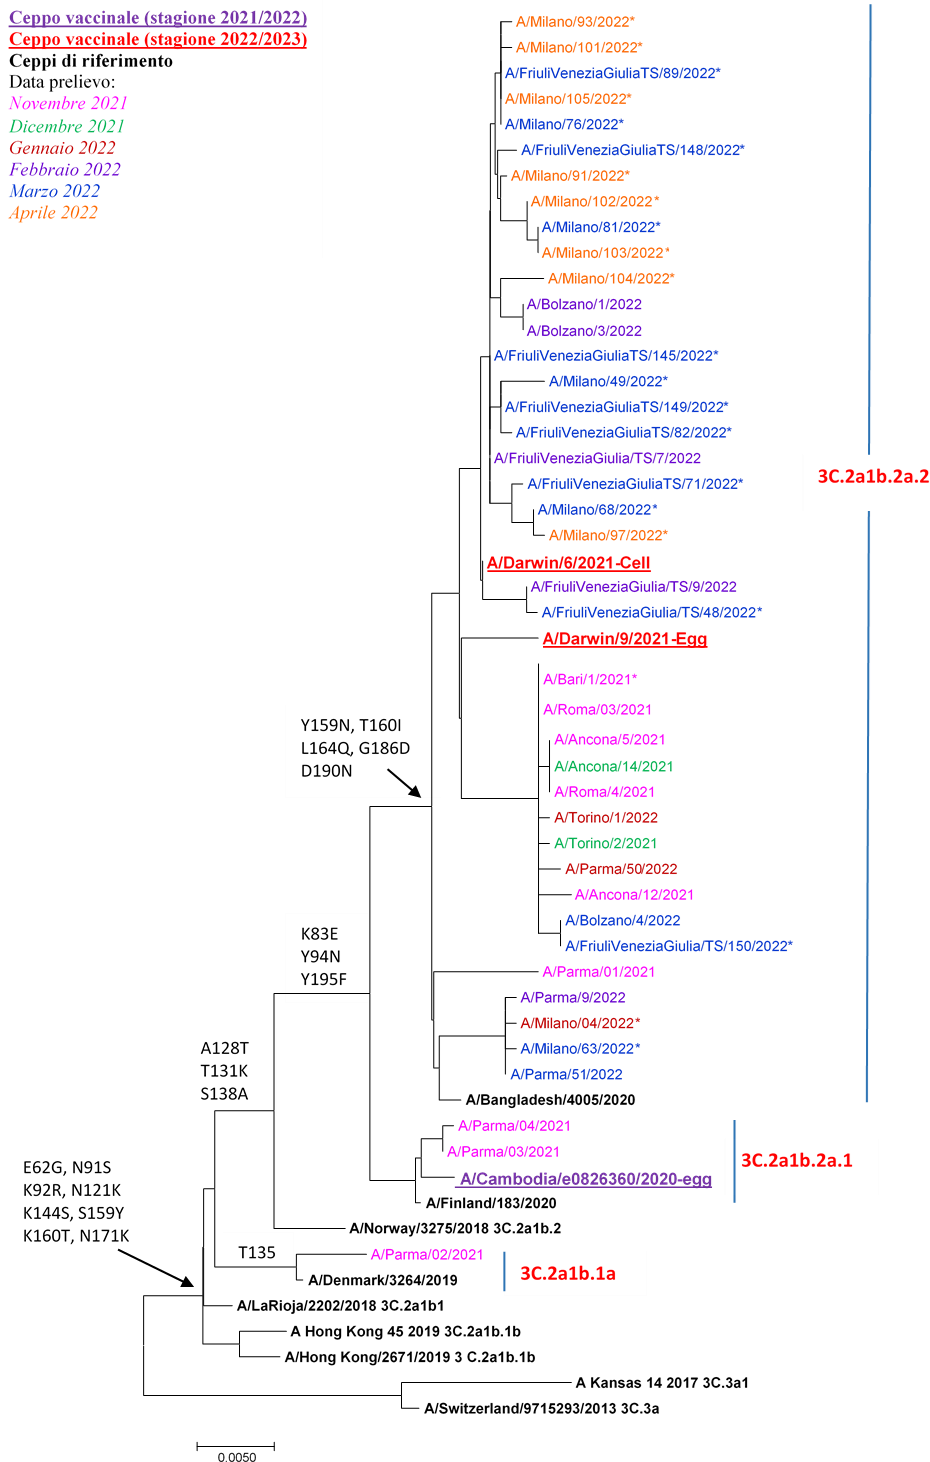 Ceppo vaccinale (stagione 2021/2022)
Ceppo vaccinale (stagione 2022/2023)
Ceppi di riferimento
Data prelievo:
Novembre 2021
Dicembre 2021
Gennaio 2022
Febbraio 2022
Marzo 2022
Aprile 2022
A/Milano/93/2022*
A/Milano/101/2022*
A/FriuliVeneziaGiuliaTS/89/2022*
A/Milano/105/2022*
A/Milano/76/2022*
A/FriuliVeneziaGiuliaTS/148/2022*
A/Milano/91/2022*
A/Milano/102/2022*
A/Milano/81/2022*
A/Milano/103/2022*
A/Milano/104/2022*
A/Bolzano/1/2022
A/Bolzano/3/2022
A/FriuliVeneziaGiuliaTS/145/2022*
A/Milano/49/2022*
A/FriuliVeneziaGiuliaTS/149/2022*
A/FriuliVeneziaGiuliaTS/82/2022*
A/FriuliVeneziaGiulia/TS/7/2022
A/FriuliVeneziaGiuliaTS/71/2022*
A/Milano/68/2022*
A/Milano/97/2022*
A/Darwin/6/2021-Cell
A/FriuliVeneziaGiulia/TS/9/2022
A/FriuliVeneziaGiulia/TS/48/2022*
A/Darwin/9/2021-Egg
A/Bari/1/2021*
A/Roma/03/2021
A/Ancona/5/2021
A/Ancona/14/2021
A/Roma/4/2021
A/Torino/1/2022
A/Torino/2/2021
A/Parma/50/2022
A/Ancona/12/2021
A/Bolzano/4/2022
A/FriuliVeneziaGiulia/TS/150/2022*
A/Parma/01/2021
A/Parma/9/2022
A/Milano/04/2022*
A/Milano/63/2022*
A/Parma/51/2022
A/Bangladesh/4005/2020
3C.2a1b.2a.2
A/Parma/04/2021
A/Parma/03/2021
A/Cambodia/e0826360/2020-egg
A/Finland/183/2020
3C.2a1b.2a.1
A/Norway/3275/2018 3C.2a1b.2
A/Parma/02/2021
A/Denmark/3264/2019
3C.2a1b.1a
A/LaRioja/2202/2018 3C.2a1b1
A Hong Kong 45 2019 3C.2a1b.1b
A/Hong Kong/2671/2019 3 C.2a1b.1b
A Kansas 14 2017 3C.3a1
A/Switzerland/9715293/2013 3C.3a
Y159N, T160I
L164Q, G186D
D190N
K83E
Y94N
Y195F
A128T
T131K
S138A
E62G, N91S
K92R, N121K
K144S, S159Y
K160T, N171K
T135
0.0050